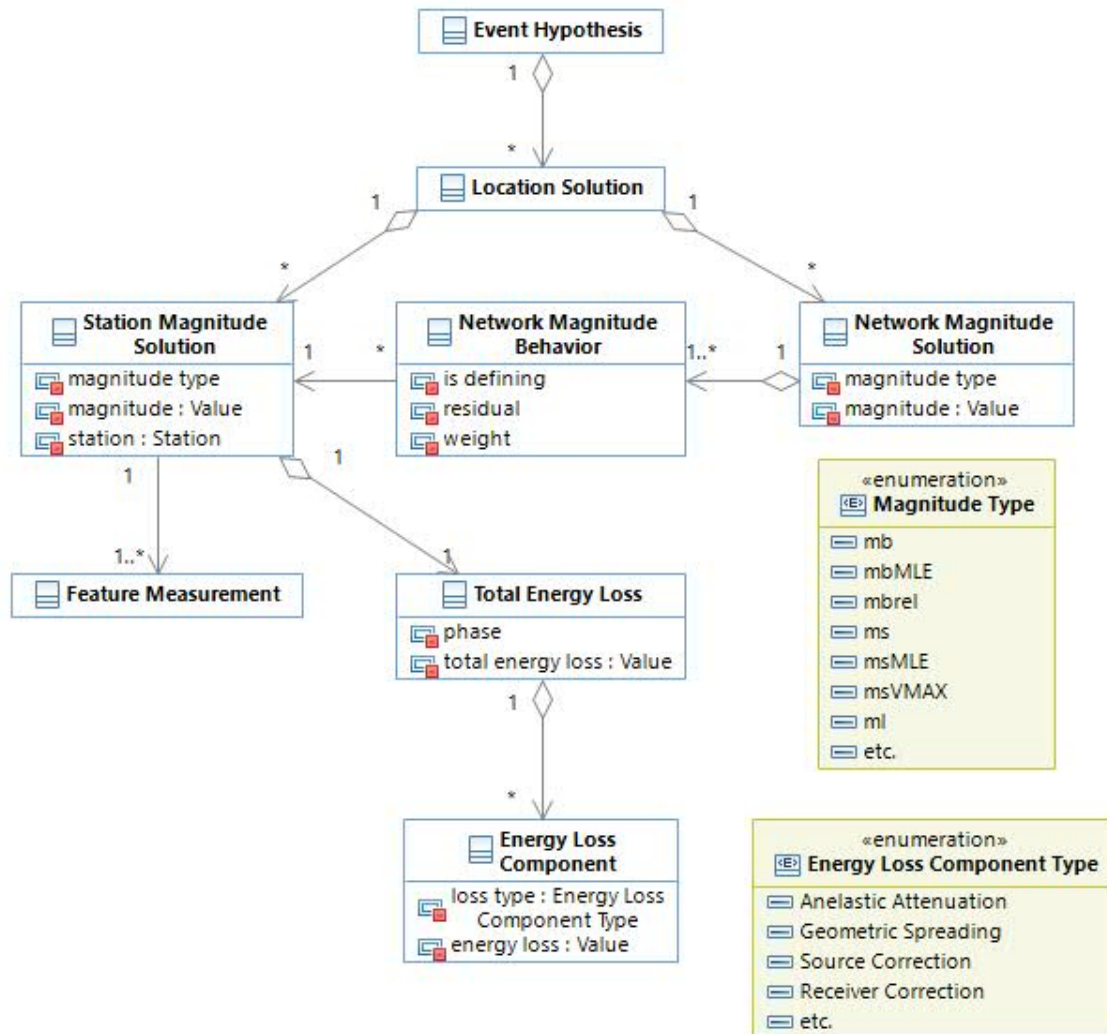 Event Hypothesis
1
*
Location Solution
1
1
*
*
Station Magnitude
Solution
magnitude type
magnitude : Value
station : Station
1
*
Network Magnitude
Behavior
is defining
residual
weight
1..*
1
Network Magnitude
Solution
magnitude type
magnitude : Value
1
1
1..*
1
Feature Measurement
Total Energy Loss
phase
total energy loss : Value
1
*
«enumeration»
Magnitude Type
mb
mbMLE
mbrel
ms
msMLE
msVMAX
ml
etc.
Energy Loss
Component
loss type : Energy Loss
Component Type
energy loss : Value
«enumeration»
Energy Loss Component Type
Anelastic Attenuation
Geometric Spreading
Source Correction
Receiver Correction
etc.